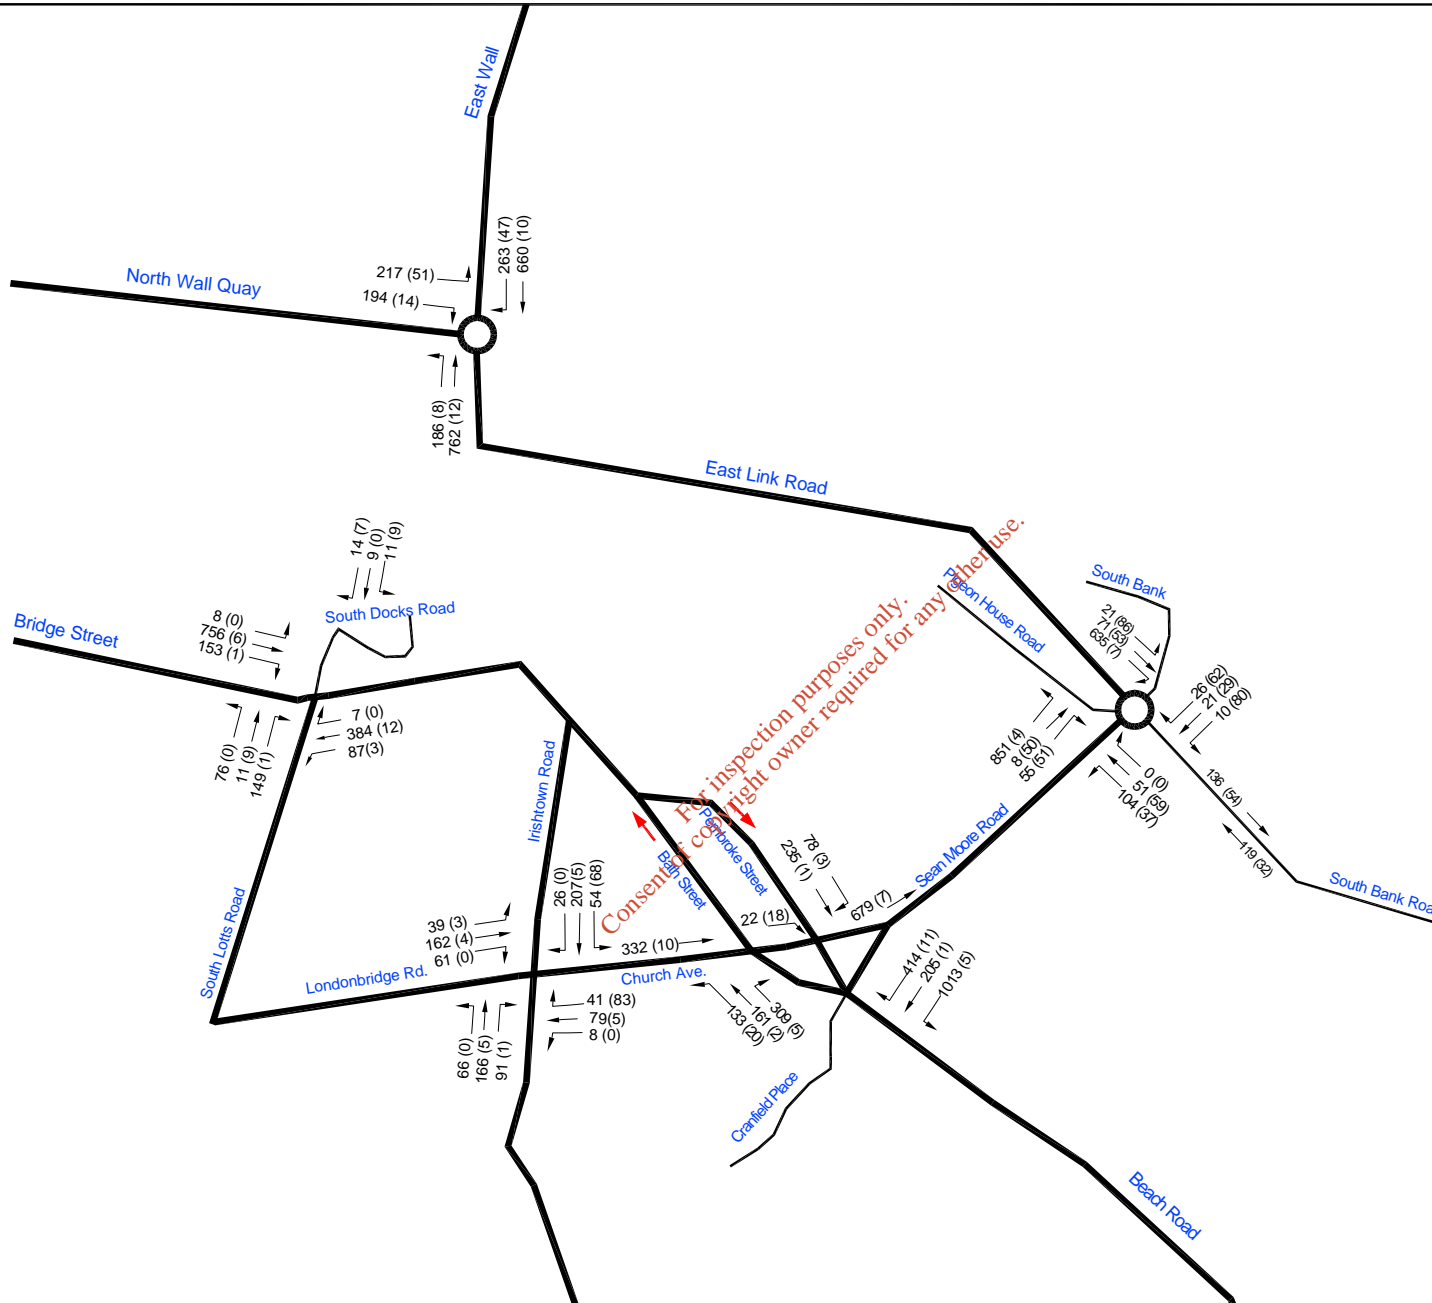 East Wall
263 (47)
660 (10)
217 (51)
194 (14)
North Wall Quay
186 (8)
762 (12)
East Link Road
14 (7)
9 (0)
11 (9)
South Docks Road
8 (0)
756 (6)
153 (1)
Bridge Street
7 (0)
384 (12)
87(3)
76 (0)
11 (9)
149 (1)
South Bank
Pigeon House Road
21 (86)
71 (53)
635 (7)
26 (62)
21 (29)
10 (80)
851 (4)
8 (50)
55 (51)
0 (0)
51 (59)
104 (37)
136 (54)
119 (32)
South Bank Roa
Sean Moore Road
Irishtown Road
Pembroke Street
Bath Street
78 (3)
235 (1)
679 (7)
22 (18)
26 (0)
207(5)
54 (68)
39 (3)
162 (4)
61 (0)
332 (10)
Church Ave.
Londonbridge Rd.
South Lotts Road
41 (83)
79(5)
8 (0)
66 (0)
166 (5)
91 (1)
309 (5)
161 (2)
133 (20)
414 (11)
205 (1)
1013 (5)
Cranfield Place
Beach Road
For inspection purposes only.
Consent of copyright owner required for any other use.